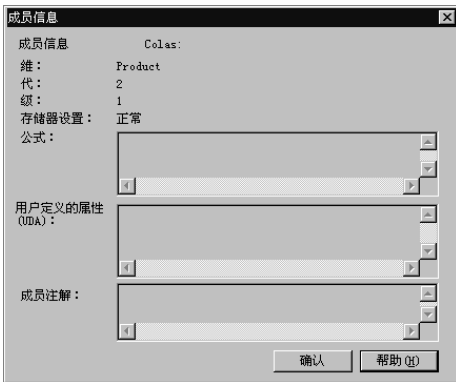 成员信息
成员信息 Colas:
維： Product
代： 2
级： 1
存储器设置： 正常
公式：
用户定义的属性
(UDA)：
成员注解：
确认 帮助(H)